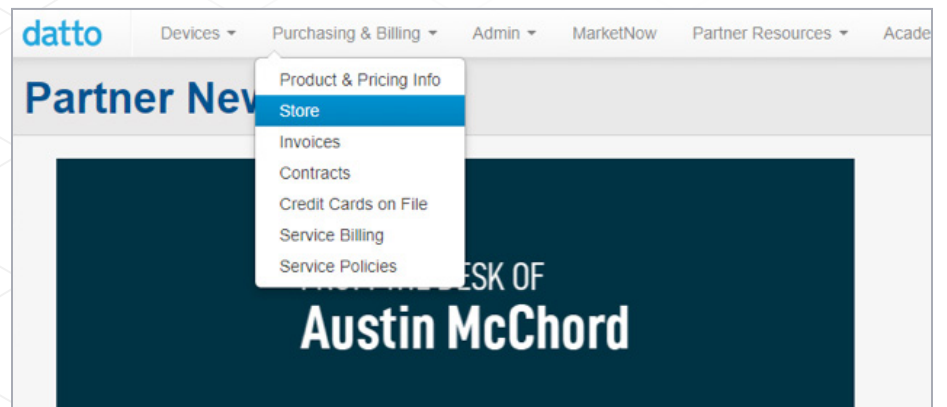 datto Devices Purchasing & Billing Admin MarketNow Partner Resources Acade
Partner Nev
Product & Pricing Info
Store
Invoices
Contracts
Credit Cards on File
Service Billing
Service Policies
DESK OF
Austin McChord